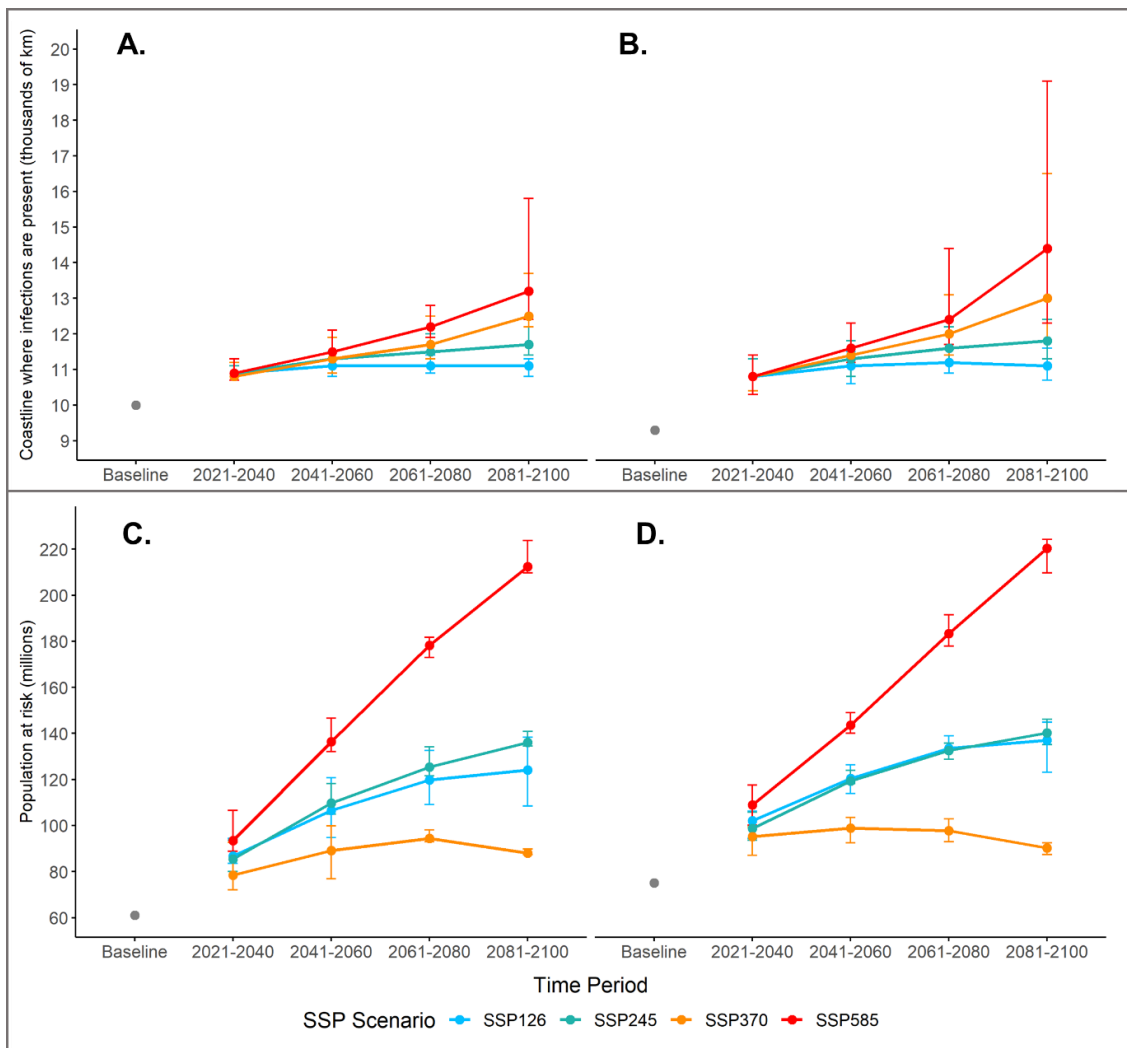 A.
B.
Coastline where infections are present (thousands of km)
20
19
18
17
16
15
14
13
12
11
10
9
Baseline 2021-2040 2041-2060 2061-2080 2081-2100
Baseline 2021-2040 2041-2060 2061-2080 2081-2100
C.
D.
Population at risk (millions)
220
200
180
160
140
120
100
80
60
Baseline 2021-2040 2041-2060 2061-2080 2081-2100
Baseline 2021-2040 2041-2060 2061-2080 2081-2100
Time Period
SSP Scenario SSP126 SSP245 SSP370 SSP585